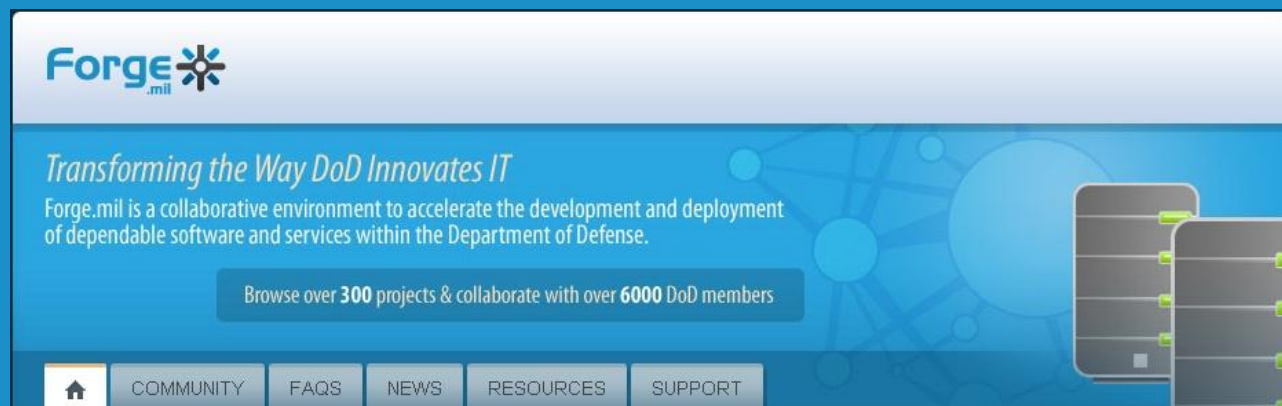 Forge
.mil
Transforming the Way DoD Innovates IT
Forge.mil is a collaborative environment to accelerate the development and deployment
of dependable software and services within the Department of Defense.
Browse over 300 projects & collaborate with over 6000 DoD members
COMMUNITY FAQS NEWS RESOURCES SUPPORT